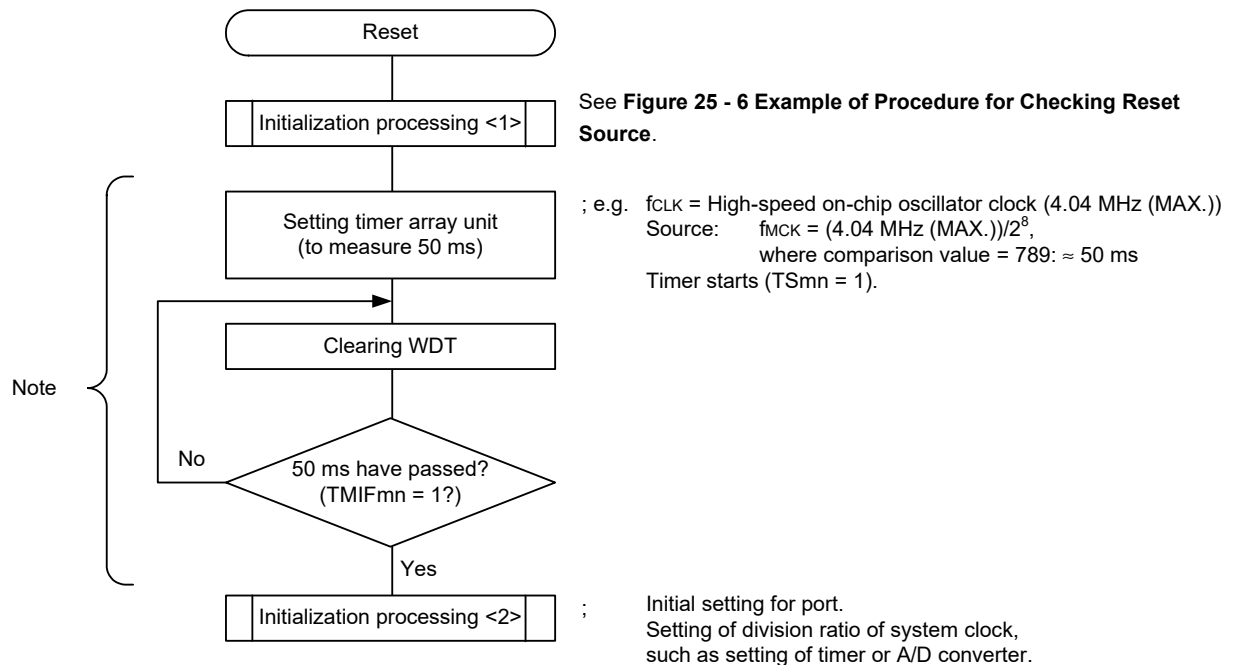 Reset
Initialization processing <1>
See Figure 25 - 6 Example of Procedure for Checking Reset
Source.
Setting timer array unit
(to measure 50 ms)
; e.g. fCLK = High-speed on-chip oscillator clock (4.04 MHz (MAX.))
Source: fMCK = (4.04 MHz (MAX.))/2⁸,
where comparison value = 789: ≈ 50 ms
Timer starts (TSmn = 1).
Clearing WDT
Note
No
50 ms have passed?
(TMIFmn = 1?)
Yes
Initialization processing <2>
; Initial setting for port.
Setting of division ratio of system clock,
such as setting of timer or A/D converter.